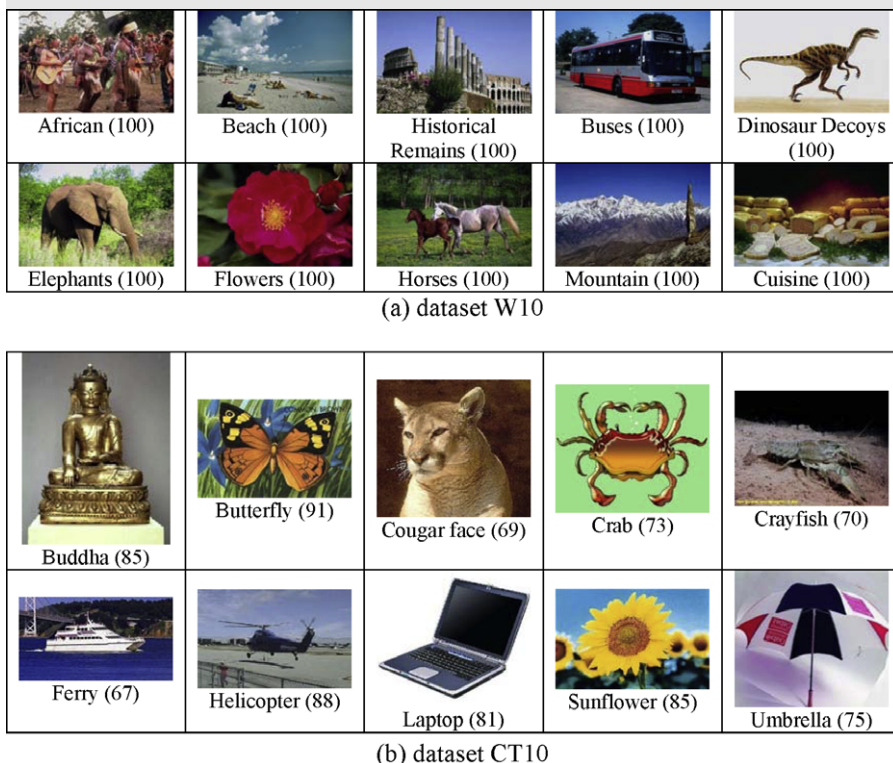 African (100)
Beach (100)
Historical
Remains (100)
Buses (100)
Dinosaur Decoys
(100)
Elephants (100)
Flowers (100)
Horses (100)
Mountain (100)
Cuisine (100)
(a) dataset W10
Buddha (85)
Butterfly (91)
Cougar face (69)
Crab (73)
Crayfish (70)
Ferry (67)
Helicopter (88)
Laptop (81)
Sunflower (85)
Umbrella (75)
(b) dataset CT10